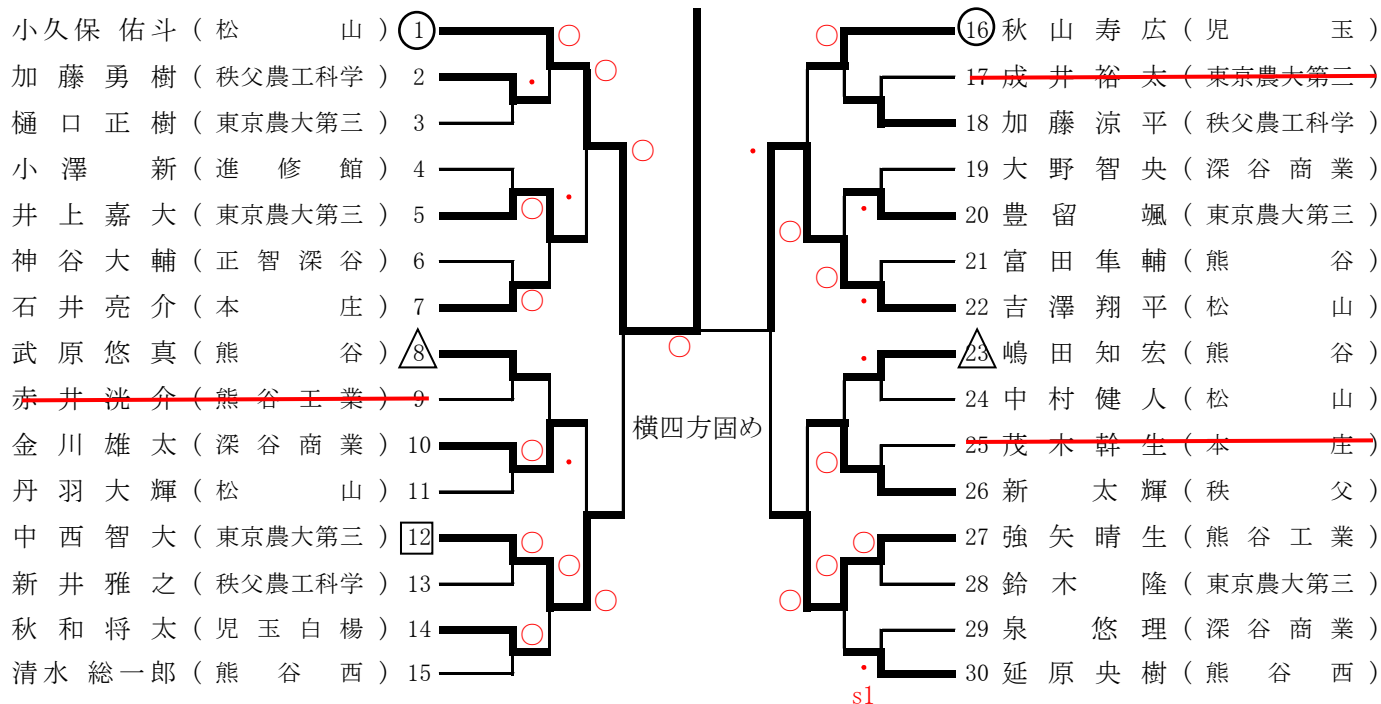 小久保 佑斗 ( 松 山 ) 1
加 藤 勇 樹 ( 秩父農工科学 ) 2
樋 口 正 樹 ( 東京農大第三 ) 3
小 澤 新 ( 進 修 館 ) 4
井 上 嘉 大 ( 東京農大第三 ) 5
神 谷 大 輔 ( 正 智 深 谷 ) 6
石 井 亮 介 ( 本 庄 ) 7
武 原 悠 真 ( 熊 谷 ) 8
赤 井 洸 介 ( 熊 谷 工 業 ) 9
金 川 雄 太 ( 深 谷 商 業 ) 10
丹 羽 大 輝 ( 松 山 ) 11
中 西 智 大 ( 東京農大第三 ) 12
新 井 雅 之 ( 秩父農工科学 ) 13
秋 和 将 太 ( 児 玉 白 楊 ) 14
清水 総一郎 ( 熊 谷 西 ) 15
横四方固め
16 秋 山 寿 広 ( 児 玉 )
17 成 井 裕 太 ( 東京農大第三 )
18 加 藤 涼 平 ( 秩父農工科学 )
19 大 野 智 央 ( 深 谷 商 業 )
20 豊 留 颯 ( 東京農大第三 )
21 富 田 隼 輔 ( 熊 谷 )
22 吉 澤 翔 平 ( 松 山 )
23 嶋 田 知 宏 ( 熊 谷 )
24 中 村 健 人 ( 松 山 )
25 茂 木 幹 生 ( 本 庄 )
26 新 太 輝 ( 秩 父 )
27 強 矢 晴 生 ( 熊 谷 工 業 )
28 鈴 木 隆 ( 東京農大第三 )
29 泉 悠 理 ( 深 谷 商 業 )
30 延 原 央 樹 ( 熊 谷 西 )
s1